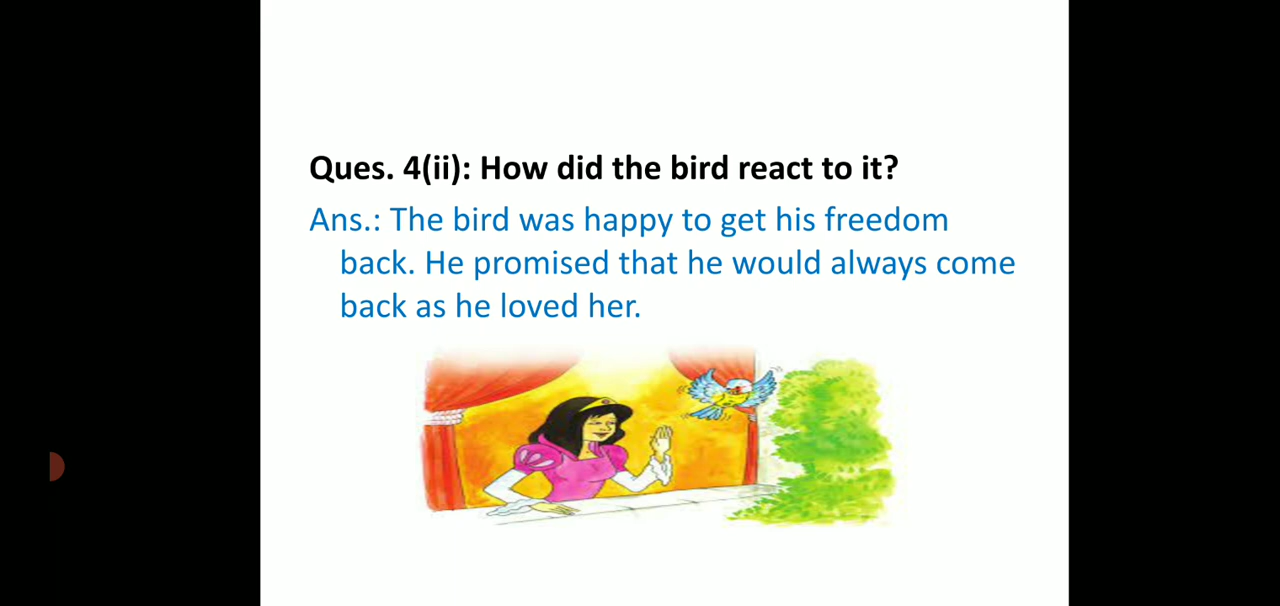 Ques. 4(ii): How did the bird react to it?
Ans.: The bird was happy to get his freedom
back. He promised that he would always come
back as he loved her.